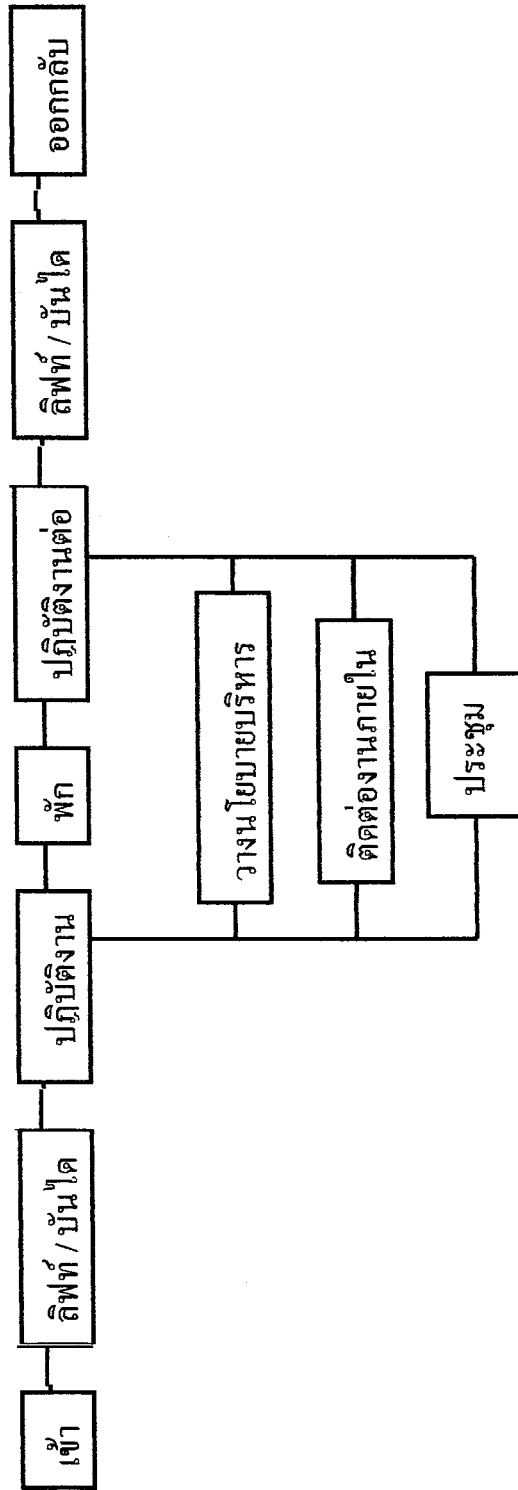 เข้า
ลิฟท์ / บันได
ปฏิบัติงาน
พัก
ปฏิบัติงานต่อ
ลิฟท์ / บันได
ออกกลับ
วางนโยบายบริหาร
ติดต่องานภายใน
ประชุม